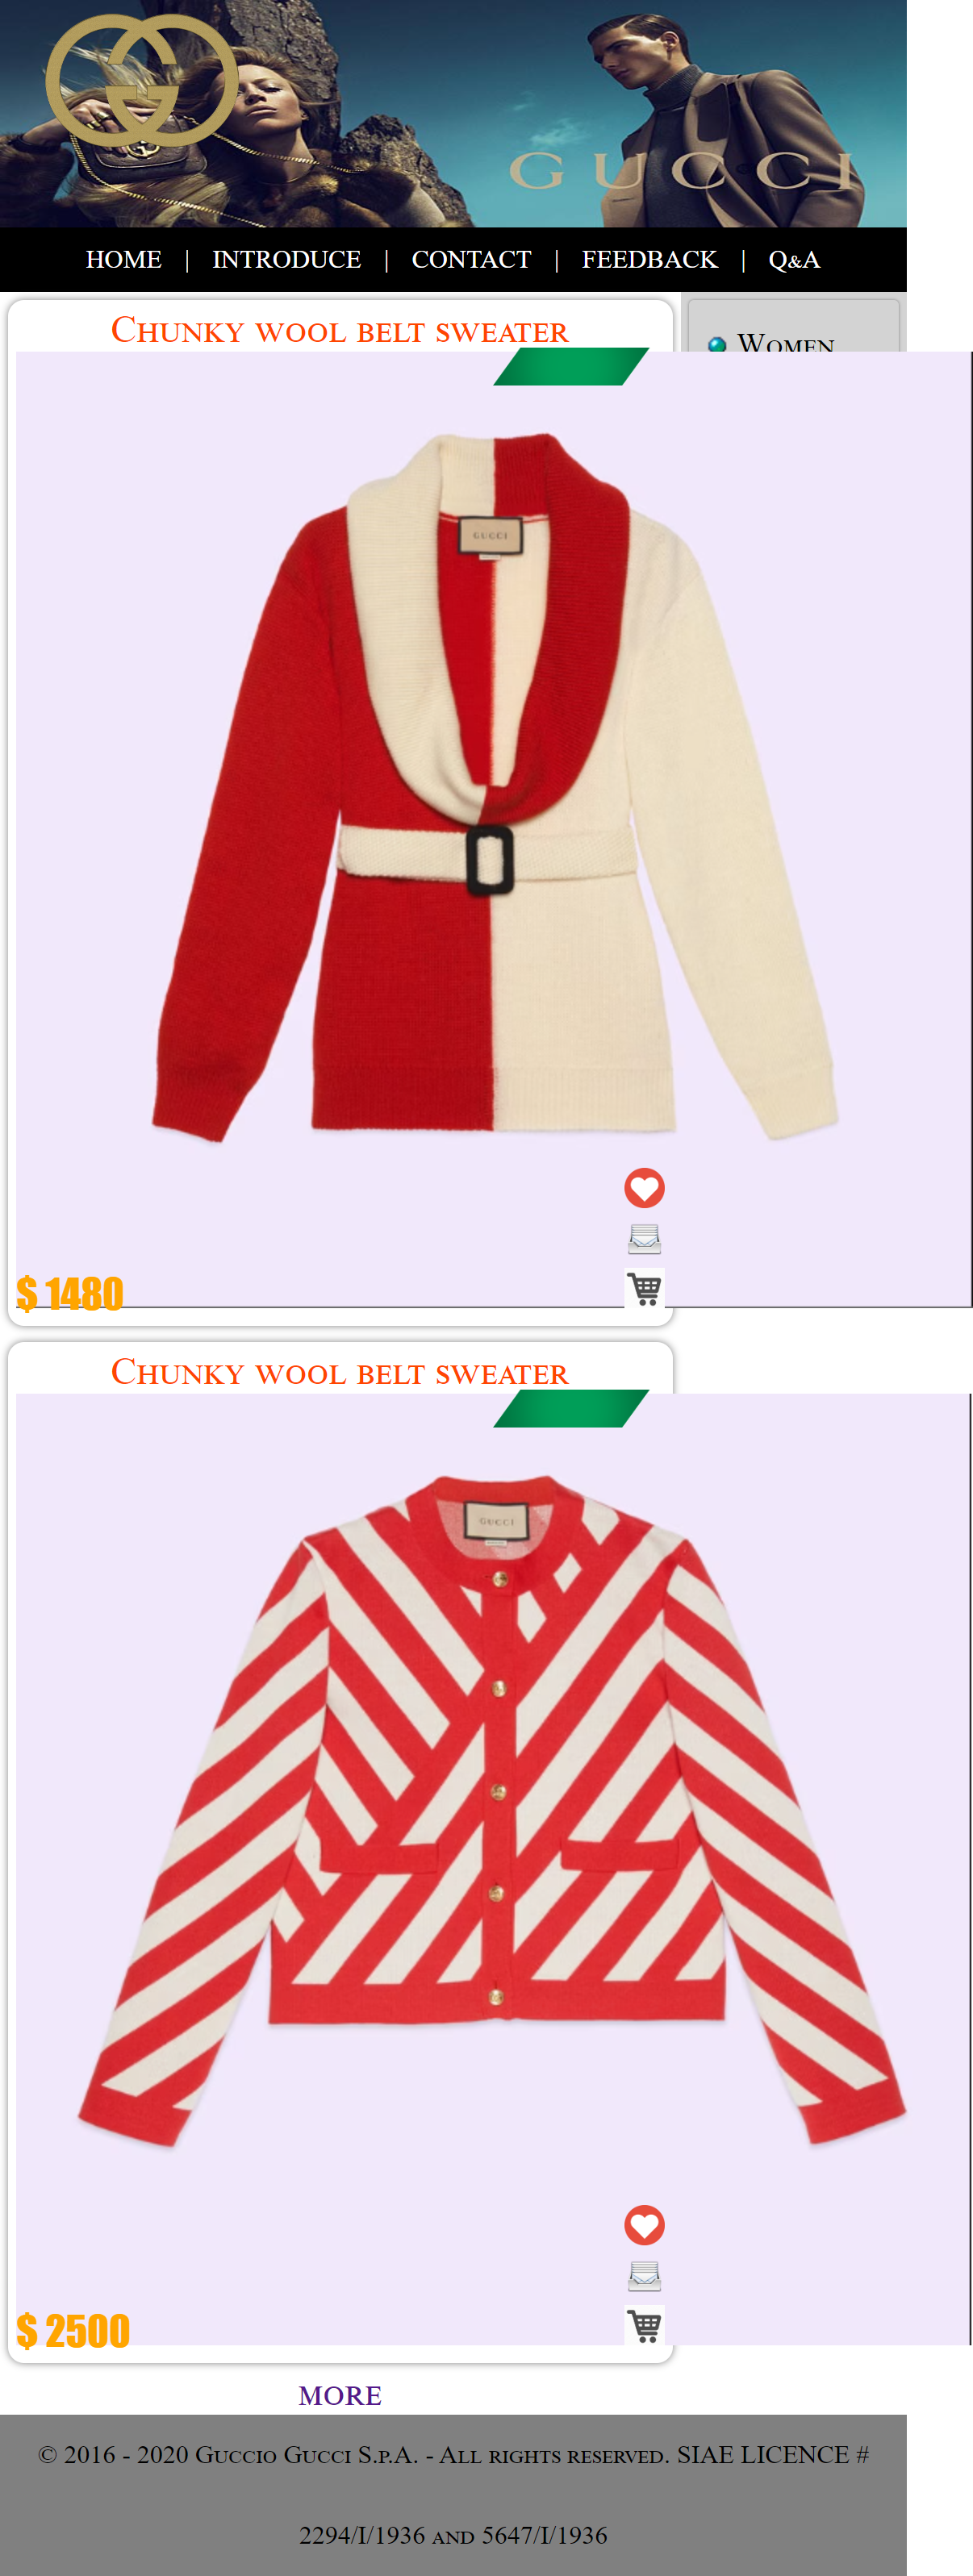 GUCCI
HOME | INTRODUCE | CONTACT | FEEDBACK | Q&A
Chunky wool belt sweater
Women
GUCCI
$ 1480
Chunky wool belt sweater
GUCCI
$ 2500
MORE
© 2016 - 2020 Guccio Gucci S.p.A. - All rights reserved. SIAE LICENCE #
2294/I/1936 and 5647/I/1936